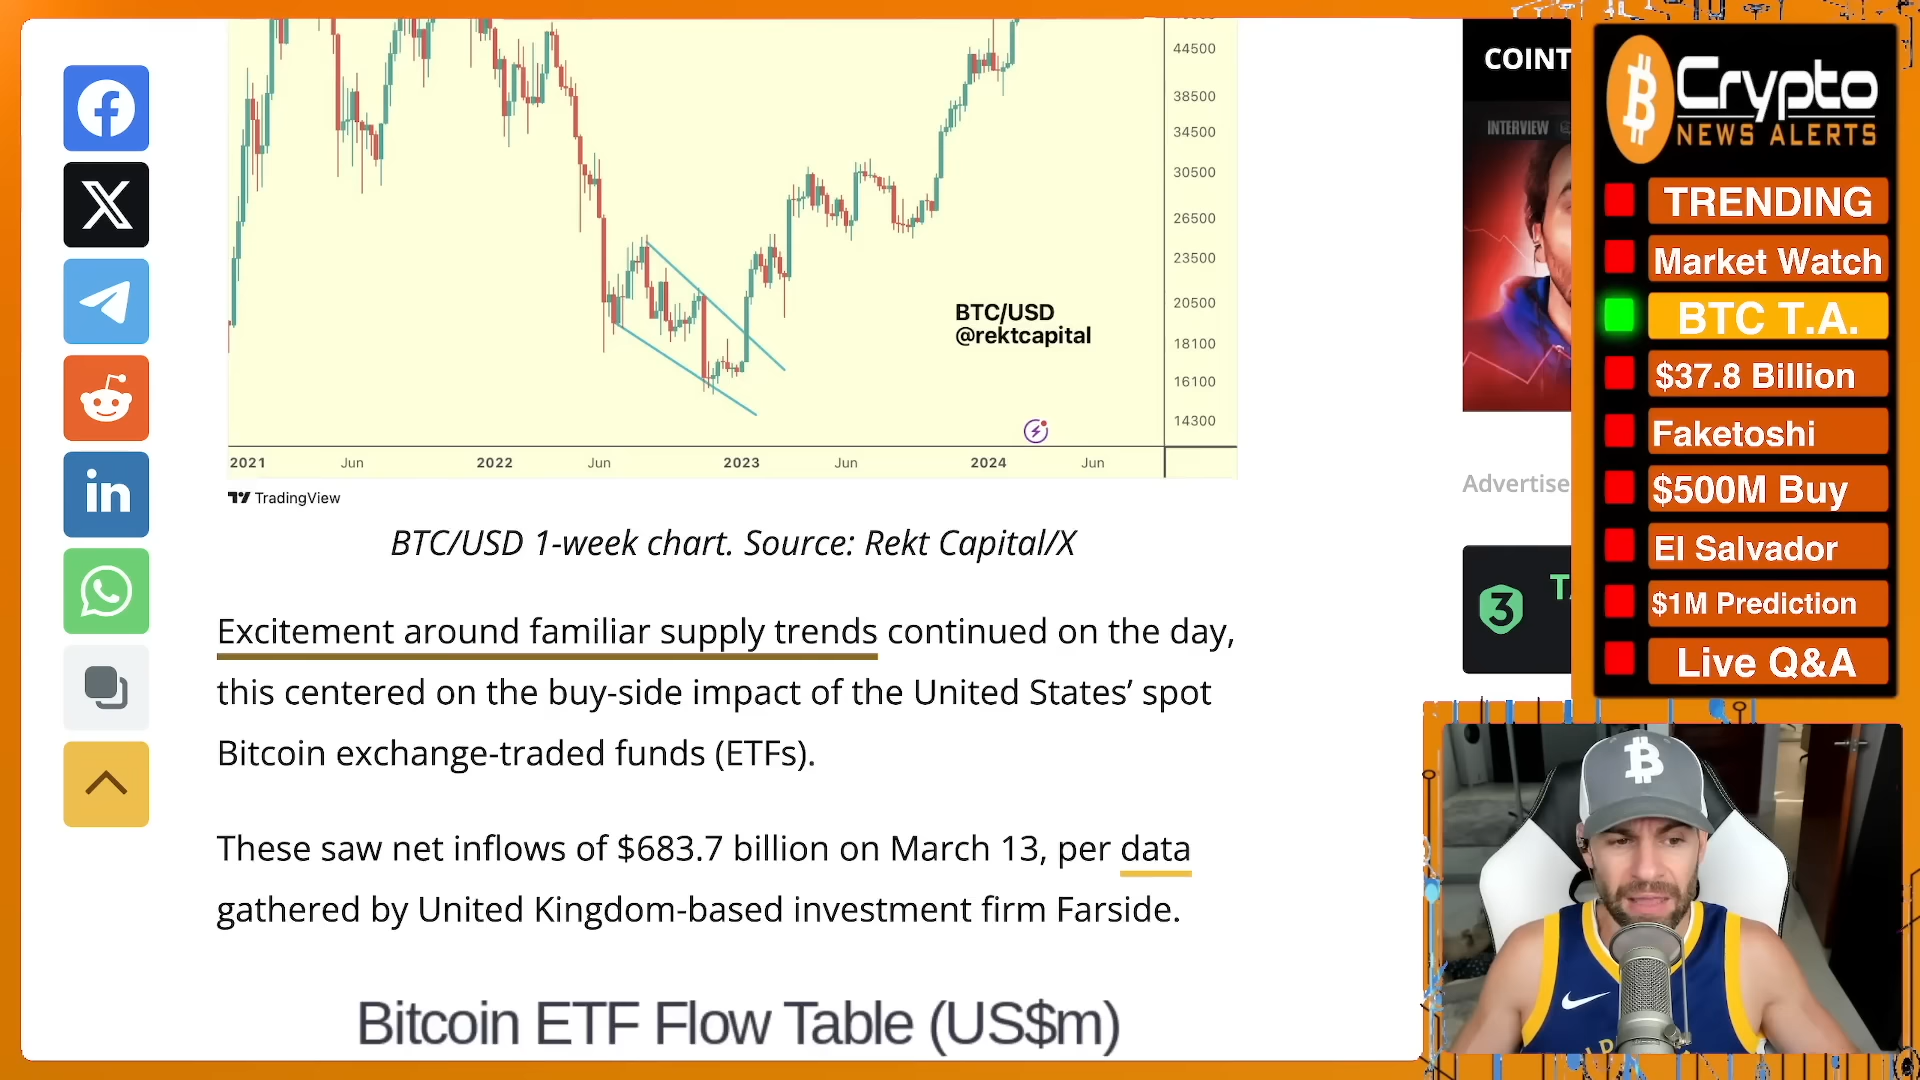 44500
38500
34500
30500
26500
23500
20500
18100
16100
14300
BTC/USD
@rektcapital
2021 Jun 2022 Jun 2023 Jun 2024 Jun
TradingView
BTC/USD 1-week chart. Source: Rekt Capital/X
Excitement around familiar supply trends continued on the day,
this centered on the buy-side impact of the United States’ spot
Bitcoin exchange-traded funds (ETFs).
These saw net inflows of $683.7 billion on March 13, per data
gathered by United Kingdom-based investment firm Farside.
Bitcoin ETF Flow Table (US$m)
COINT
INTERVIEW
Advertise
3
Crypto
NEWS ALERTS
TRENDING
Market Watch
BTC T.A.
$37.8 Billion
Faketoshi
$500M Buy
El Salvador
$1M Prediction
Live Q&A